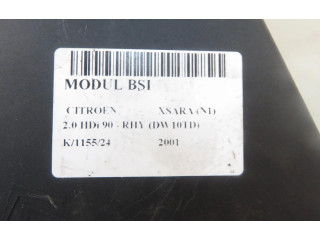 MODUL BSI
CITROEN XSARA (N1)
2.0 HDi 90 - RHY (DW10TD)
K/1155/24 2001